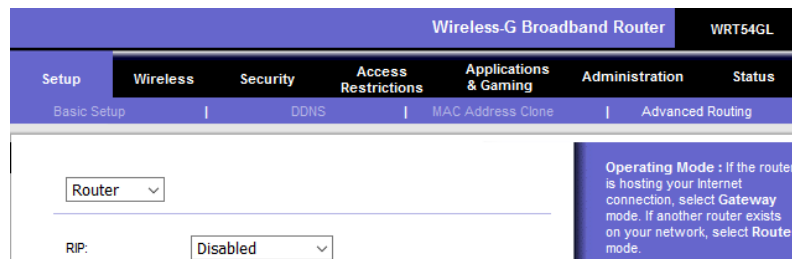 Wireless-G Broadband Router WRT54GL
Setup Wireless Security Access Restrictions Applications & Gaming Administration Status
Basic Setup | DDNS | MAC Address Clone | Advanced Routing
Router
RIP: Disabled
Operating Mode : If the router
is hosting your Internet
connection, select Gateway
mode. If another router exists
on your network, select Route
mode.